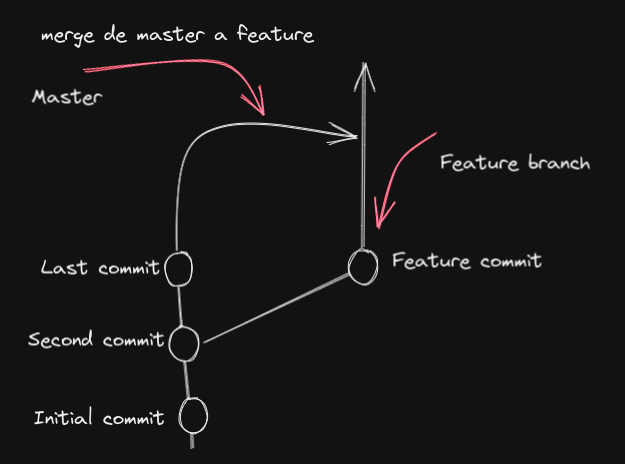 merge de master a feature
Master
Feature branch
Last commit
Feature commit
Second commit
Initial commit